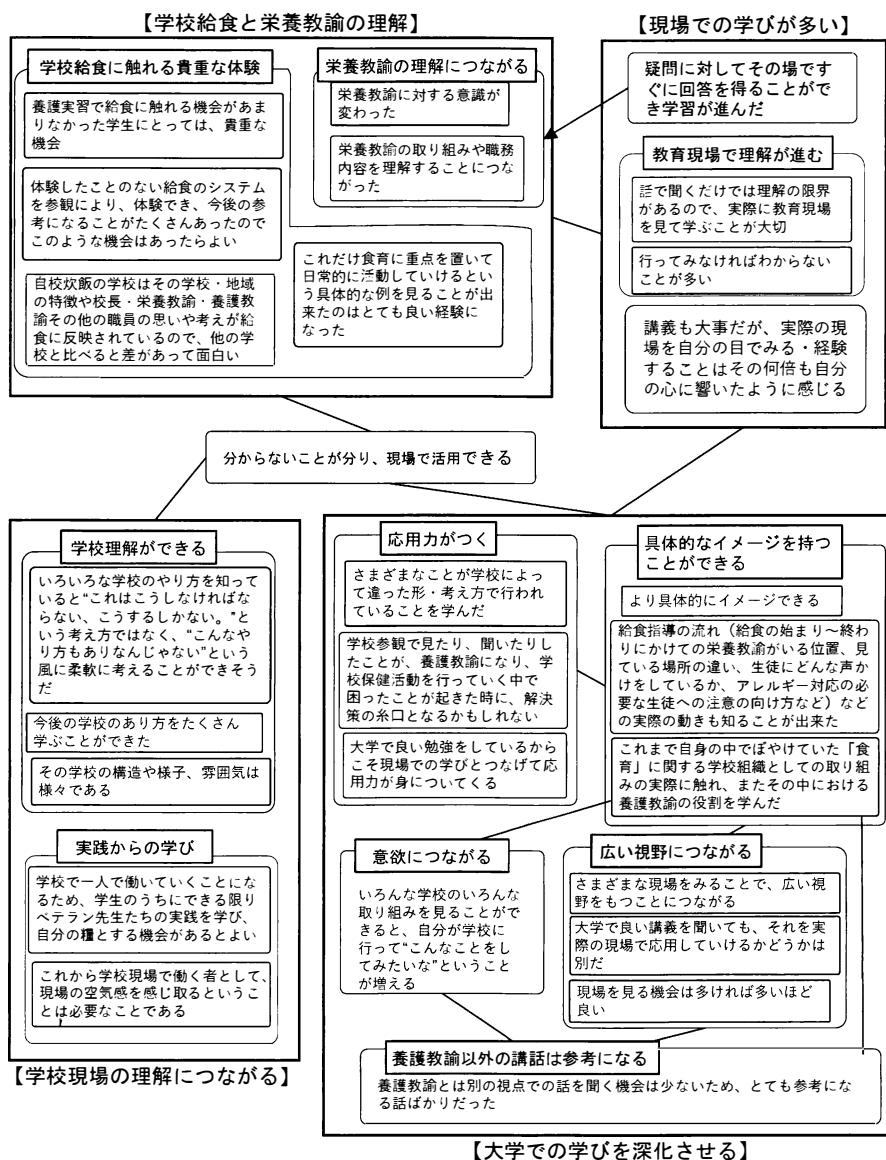 【学校給食と栄養教諭の理解】
学校給食に触れる貴重な体験
養護実習で給食に触れる機会があま
りなかった学生にとっては、貴重な
機会
体験したことのない給食のシステム
を参観により、体験でき、今後の参
考になることがたくさんあったので
このような機会はあったらよい
自校炊飯の学校はその学校・地域
の特徴や校長・栄養教諭・養護教
諭その他の職員の思いや考えが給
食に反映されているので、他の学
校と比べると差があって面白い
栄養教諭の理解につながる
栄養教諭に対する意識が
変わった
栄養教諭の取り組みや職務
内容を理解することにつな
がった
これだけ食育に重点を置いて
日常的に活動していけるとい
う具体的な例を見ることが出
来たのはとても良い経験に
なった
【現場での学びが多い】
疑問に対してその場です
ぐに回答を得ることがで
き学習が進んだ
教育現場で理解が進む
話で聞くだけでは理解の限界
があるので、実際に教育現場
を見て学ぶことが大切
行ってみなければわからない
ことが多い
講義も大事だが、実際の現
場を自分の目でみる・経験
することはその何倍も自分
の心に響いたように感じる
分からないことが分り、現場で活用できる
学校理解ができる
いろいろな学校のやり方を知ってい
ると“これはこうしなければなら
ない、こうするしかない。”と
いう考え方ではなく、“こんなや
り方もありなんじゃない”という
風に柔軟に考えることができそう
だ
今後の学校のあり方をたくさん
学ぶことができた
その学校の構造や様子、雰囲気は
様々である
実践からの学び
学校で一人で働いていくことにな
るため、学生のうちにできる限り
ベテラン先生たちの実践を学び、
自分の糧とする機会があるとよい
これから学校現場で働く者として、
現場の空気感を感じ取るというこ
とは必要なことである
【学校現場の理解につながる】
応用力がつく
さまざまなことが学校によっ
て違った形・考え方で行われ
ていることを学んだ
学校参観で見たり、聞いたりし
たことが、養護教諭になり、学
校保健活動を行っていく中で
困ったことが起きた時に、解決
策の糸口となるかもしれない
大学で良い勉強をしているから
こそ現場での学びとつなげて応
用力が身についてくる
具体的なイメージを持つ
ことができる
より具体的にイメージできる
給食指導の流れ（給食の始まり～終わ
りにかけての栄養教諭がいる位置、見
ている場所の違い、生徒にどんな声か
けをしているか、アレルギー対応の必
要な生徒への注意の向け方など）など
の実際の動きも知ることが出来た
これまで自身の中でぼやけていた「食
育」に関する学校組織としての取り組
みの実際に触れ、またその中における
養護教諭の役割を学んだ
意欲につながる
いろんな学校のいろんな
取り組みを見ることがで
きると、自分が学校に
行って“こんなことをし
てみたいな”ということ
が増える
広い視野につながる
さまざまな現場をみることで、広い視
野をもつことにつながる
大学で良い講義を聞いても、それを実
際の現場で応用していけるかどうかは
別だ
現場を見る機会は多ければ多いほど
良い
養護教諭以外の講話は参考になる
養護教諭とは別の視点での話を聞く機会は少ないため、とても参考にな
る話ばかりだった
【大学での学びを深化させる】